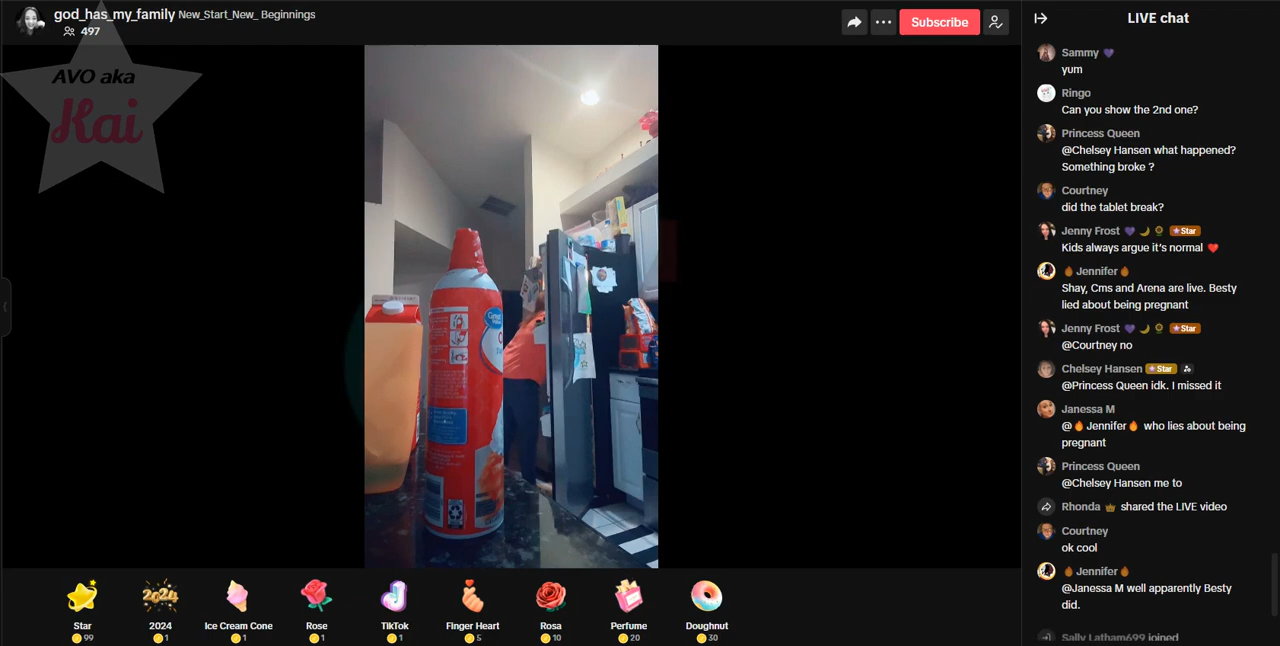 god_has_my_family New_Start_New_ Beginnings
497
Subscribe
AVO aka
Kai
Great Value
LIVE chat
Sammy 💜
yum
Ringo
Can you show the 2nd one?
Princess Queen
@Chelsey Hansen what happened?
Something broke ?
Courtney
did the tablet break?
Jenny Frost 💜 🌙 🌻 Star
Kids always argue it's normal ❤️
🔥 Jennifer 🔥
Shay, Cms and Arena are live. Besty
lied about being pregnant
Jenny Frost 💜 🌙 🌻 Star
@Courtney no
Chelsey Hansen Star
@Princess Queen idk. I missed it
Janessa M
@🔥 Jennifer🔥 who lies about being
pregnant
Princess Queen
@Chelsey Hansen me to
Rhonda 👑 shared the LIVE video
Courtney
ok cool
🔥 Jennifer 🔥
@Janessa M well apparently Besty
did.
Sally Latham699 joined
Star
99
2024
1
Ice Cream Cone
1
Rose
1
TikTok
1
Finger Heart
5
Rosa
10
Perfume
20
Doughnut
30